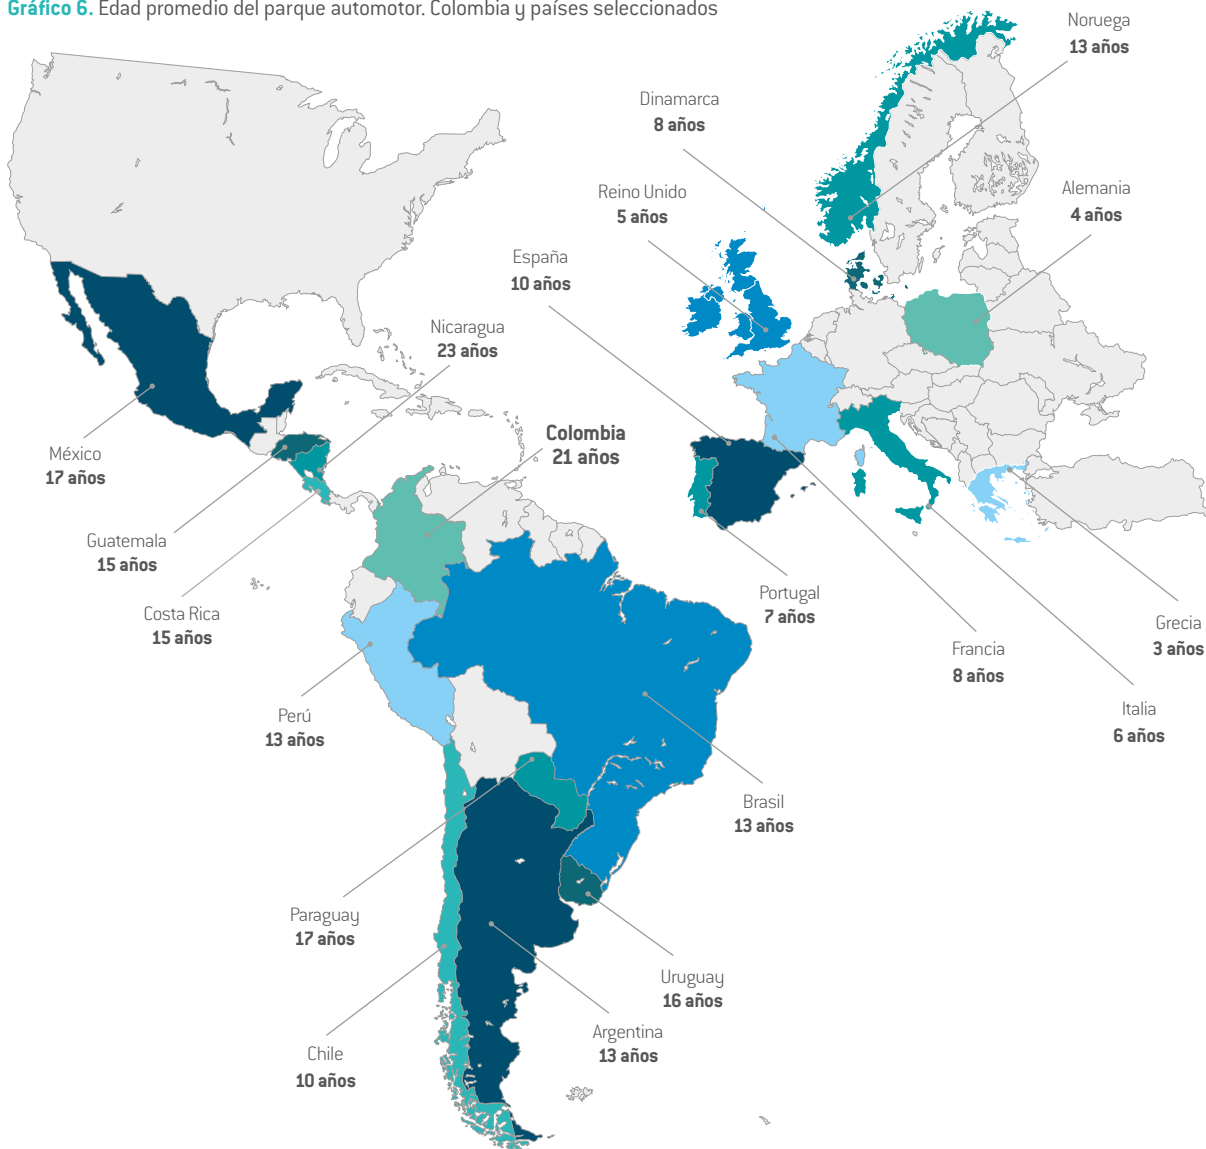 Gráfico 6. Edad promedio del parque automotor. Colombia y países seleccionados
Noruega
13 años
Dinamarca
8 años
Reino Unido
5 años
Alemania
4 años
España
10 años
Nicaragua
23 años
Colombia
21 años
México
17 años
Guatemala
15 años
Costa Rica
15 años
Portugal
7 años
Grecia
3 años
Francia
8 años
Italia
6 años
Perú
13 años
Brasil
13 años
Paraguay
17 años
Uruguay
16 años
Argentina
13 años
Chile
10 años